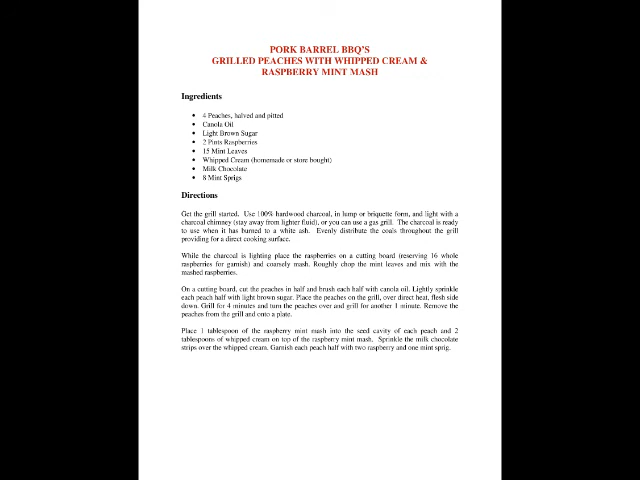 PORK BARREL BBQ'S
GRILLED PEACHES WITH WHIPPED CREAM &
RASPBERRY MINT MASH
Ingredients
• 4 Peaches, halved and pitted
• Canola Oil
• Light Brown Sugar
• 2 Pints Raspberries
• 15 Mint Leaves
• Whipped Cream (homemade or store bought)
• Milk Chocolate
• 8 Mint Sprigs
Directions
Get the grill started. Use 100% hardwood charcoal, in lump or briquette form, and light with a
charcoal chimney (stay away from lighter fluid), or you can use a gas grill. The charcoal is ready
to use when it has burned to a white ash. Evenly distribute the coals throughout the grill
providing for a direct cooking surface.
While the charcoal is lighting place the raspberries on a cutting board (reserving 16 whole
raspberries for garnish) and coarsely mash. Roughly chop the mint leaves and mix with the
mashed raspberries.
On a cutting board, cut the peaches in half and brush each half with canola oil. Lightly sprinkle
each peach half with light brown sugar. Place the peaches on the grill, over direct heat, flesh side
down. Grill for 4 minutes and turn the peaches over and grill for another 1 minute. Remove the
peaches from the grill and onto a plate.
Place 1 tablespoon of the raspberry mint mash into the seed cavity of each peach and 2
tablespoons of whipped cream on top of the raspberry mint mash. Sprinkle the milk chocolate
strips over the whipped cream. Garnish each peach half with two raspberry and one mint sprig.